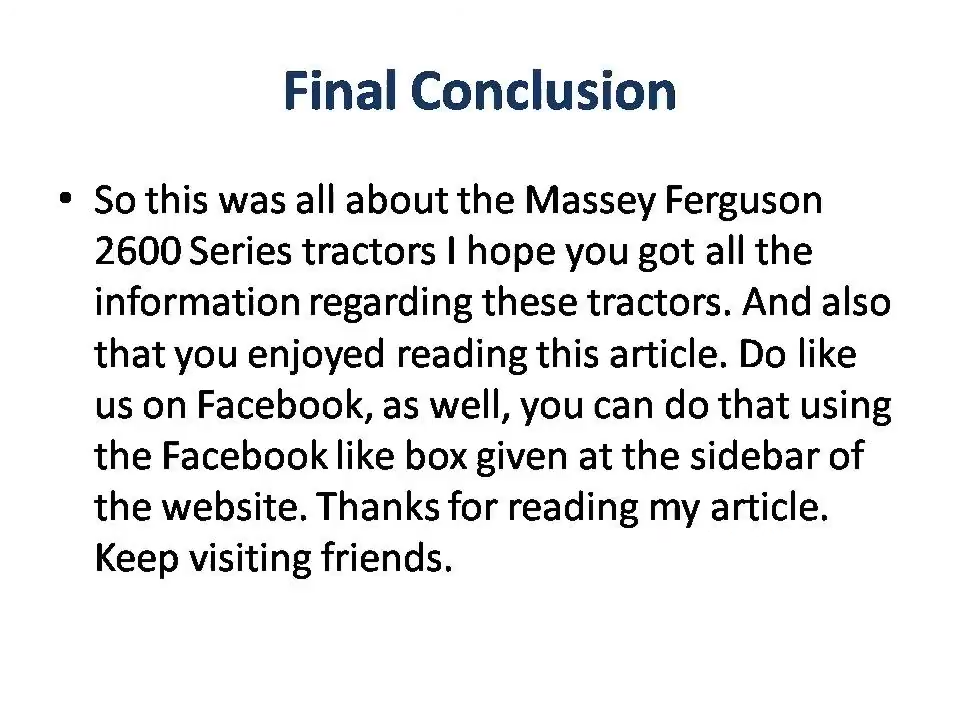 Final Conclusion
• So this was all about the Massey Ferguson
2600 Series tractors I hope you got all the
information regarding these tractors. And also
that you enjoyed reading this article. Do like
us on Facebook, as well, you can do that using
the Facebook like box given at the sidebar of
the website. Thanks for reading my article.
Keep visiting friends.